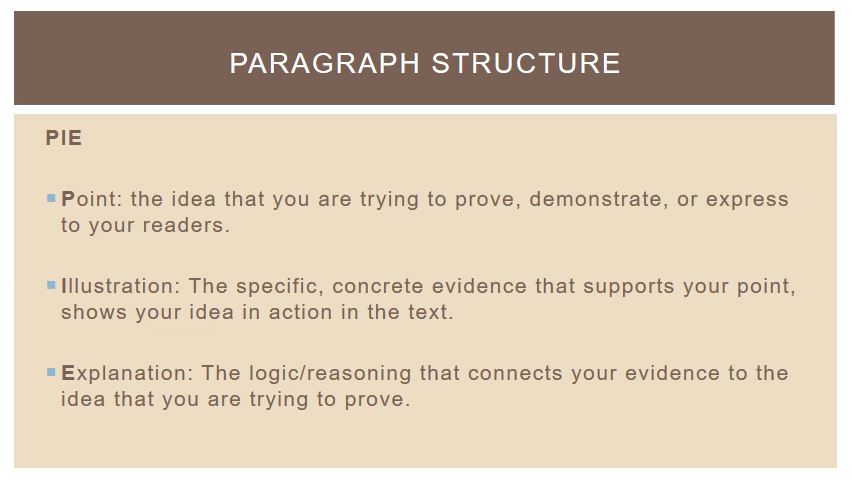 PARAGRAPH STRUCTURE
PIE
Point: the idea that you are trying to prove, demonstrate, or express
to your readers.
Illustration: The specific, concrete evidence that supports your point,
shows your idea in action in the text.
Explanation: The logic/reasoning that connects your evidence to the
idea that you are trying to prove.